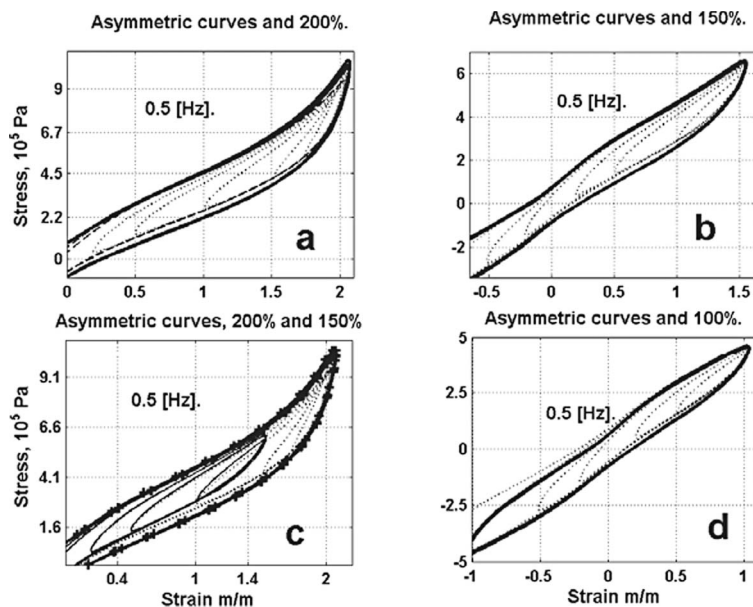 Asymmetric curves and 200%.
Stress, 10⁵ Pa
9
6.7
4.5
2.2
0
0.5 [Hz].
a
0 0.5 1 1.5 2
Asymmetric curves and 150%.
6
4
2
0
-2
0.5 [Hz].
b
-0.5 0 0.5 1 1.5
Asymmetric curves, 200% and 150%
Stress, 10⁵ Pa
9.1
6.6
4.1
1.6
0.5 [Hz].
c
0.4 1 1.4 2
Strain m/m
Asymmetric curves and 100%.
5
2.5
0
-2.5
-5
0.5 [Hz].
d
-1 -0.5 0 0.5 1
Strain m/m